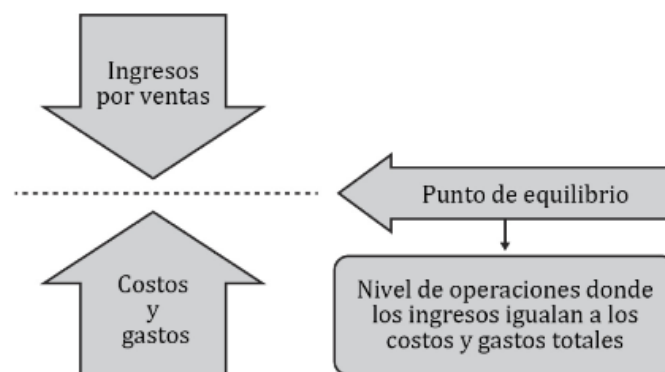 Ingresos
por ventas
Punto de equilibrio
Costos
y
gastos
Nivel de operaciones donde
los ingresos igualan a los
costos y gastos totales